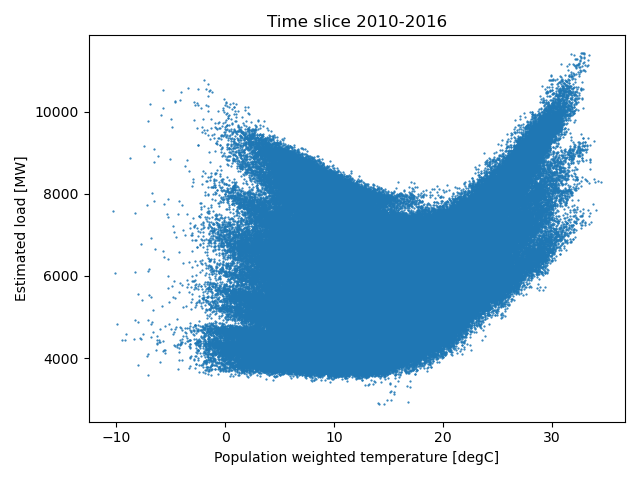 Time slice 2010-2016
Estimated load [MW]
10000
8000
6000
4000
−10 0 10 20 30
Population weighted temperature [degC]